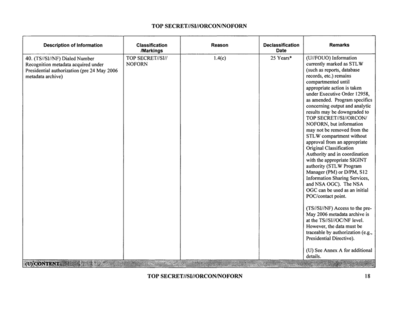 TOP SECRET//SI//ORCON/NOFORN
Description of Information
Classification
/Markings
Reason
Declassification
Date
Remarks
40. (TS//SI//NF) Dialed Number
Recognition metadata acquired under
Presidential authorization (pre 24 May 2006
metadata archive)
TOP SECRET//SI//
NOFORN
1.4(c)
25 Years*
(U//FOUO) Information
currently marked as STLW
(such as reports, database
records, etc.) remains
compartmented until
appropriate action is taken
under Executive Order 12958,
as amended. Program specifics
concerning output and analytic
results may be downgraded to
TOP SECRET//SI//ORCON/
NOFORN, but information
may not be removed from the
STLW compartment without
approval from an appropriate
Original Classification
Authority and in coordination
with the appropriate SIGINT
authority (STLW Program
Manager (PM) or D/PM, S12
Information Sharing Services,
and NSA OGC). The NSA
OGC can be used as an initial
POC/contact point.
(TS//SI//NF) Access to the pre-
May 2006 metadata archive is
at the TS//SI//OC/NF level.
However, the data must be
traceable by authorization (e.g.,
Presidential Directive).
(U) See Annex A for additional
details.
(U) CONTENT
TOP SECRET//SI//ORCON/NOFORN
18